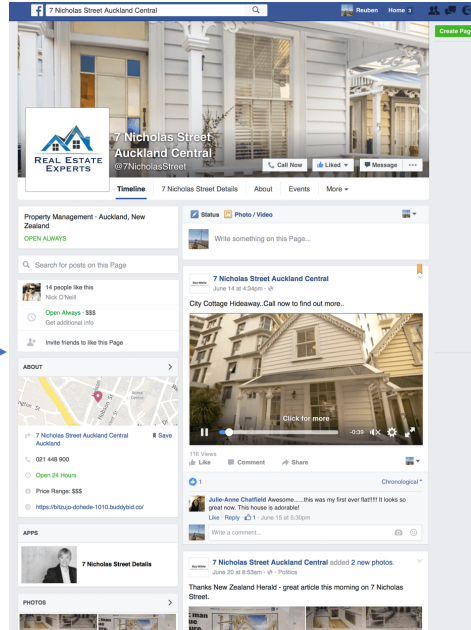 7 Nicholas Street Auckland Central
Reuben
Home 3
Create Pag
REAL ESTATE
EXPERTS
7 Nicholas Street
Auckland Central
@7NicholasStreet
Call Now
Liked
Message
Timeline
7 Nicholas Street Details
About
Events
More
Property Management · Auckland, New
Zealand
OPEN ALWAYS
Search for posts on this Page
14 people like this
Nick O'Neill
Open Always · $$$
Get additional info
Invite friends to like this Page
ABOUT
7 Nicholas Street Auckland Central
Auckland
Save
021 448 900
Open 24 Hours
Price Range: $$$
https://bitzujo-dohede-1010.buddybid.co/
APPS
7 Nicholas Street Details
PHOTOS
Status
Photo / Video
Write something on this Page...
7 Nicholas Street Auckland Central
June 14 at 4:34pm ·
City Cottage Hideaway..Call now to find out more..
Click for more
-0:39
116 Views
Like
Comment
Share
1
Chronological
Julie-Anne Chatfield Awesome......this was my first ever flat!!!!! It looks so
great now. This house is adorable!
Like · Reply · 1 · June 15 at 5:30pm
Write a comment...
7 Nicholas Street Auckland Central added 2 new photos.
June 20 at 8:53am · · Politics
Thanks New Zealand Herald - great article this morning on 7 Nicholas
Street.